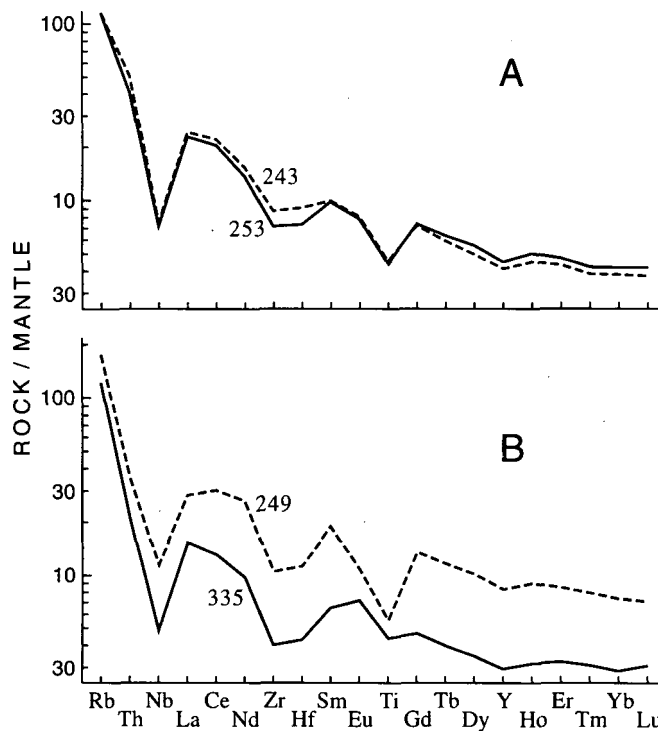 100
30
10
30
A
243
253
ROCK / MANTLE
100
30
10
30
B
249
335
Rb Nb Ce Zr Sm Ti Tb Y Er Yb
Th La Nd Hf Eu Gd Dy Ho Tm Lu